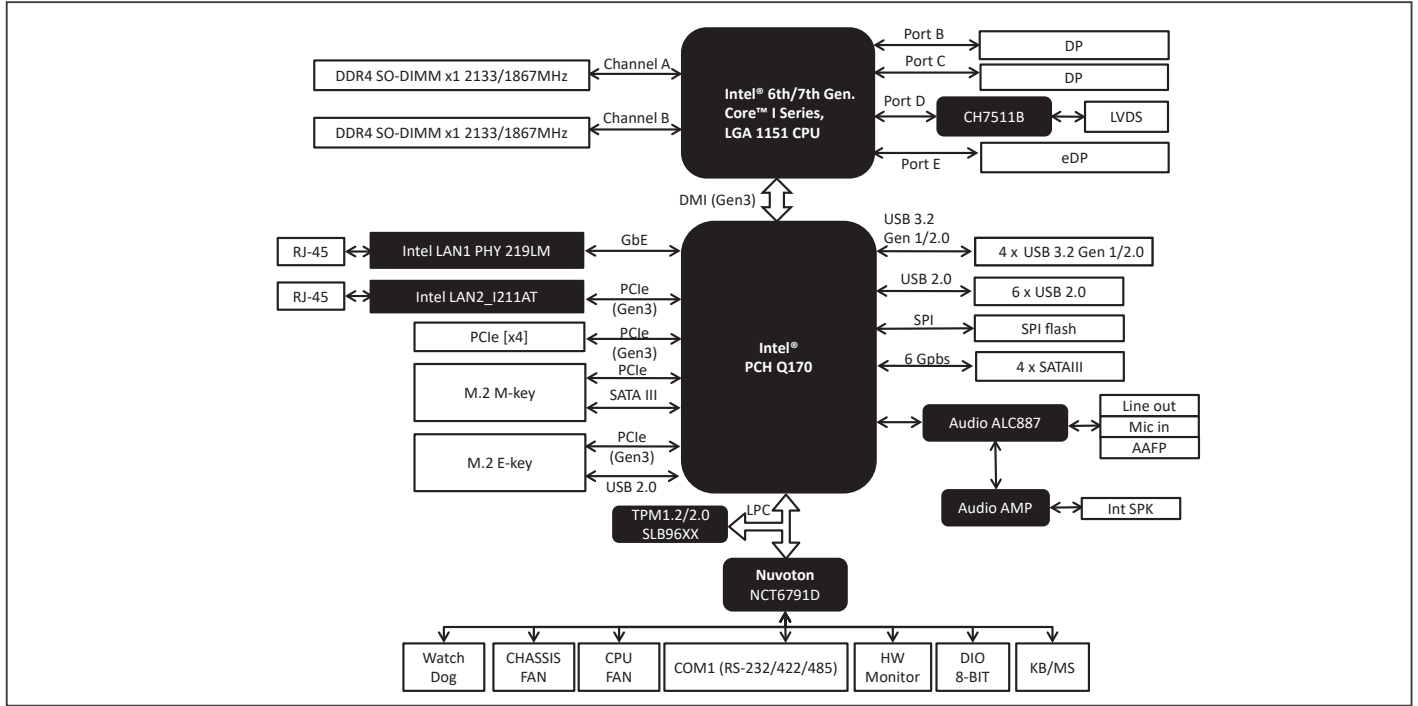 DDR4 SO-DIMM x1 2133/1867MHz
Channel A
DDR4 SO-DIMM x1 2133/1867MHz
Channel B
Intel® 6th/7th Gen.
Core™ I Series,
LGA 1151 CPU
Port B
DP
Port C
DP
Port D
CH7511B
LVDS
Port E
eDP
DMI (Gen3)
RJ-45
Intel LAN1 PHY 219LM
GbE
RJ-45
Intel LAN2_I211AT
PCIe
(Gen3)
PCIe [x4]
PCIe
(Gen3)
M.2 M-key
PCIe
SATA III
M.2 E-key
PCIe
(Gen3)
USB 2.0
Intel®
PCH Q170
USB 3.2
Gen 1/2.0
4 x USB 3.2 Gen 1/2.0
USB 2.0
6 x USB 2.0
SPI
SPI flash
6 Gpbs
4 x SATAIII
Audio ALC887
Line out
Mic in
AAFP
Audio AMP
Int SPK
TPM1.2/2.0
SLB96XX
LPC
Nuvoton
NCT6791D
Watch
Dog
CHASSIS
FAN
CPU
FAN
COM1 (RS-232/422/485)
HW
Monitor
DIO
8-BIT
KB/MS